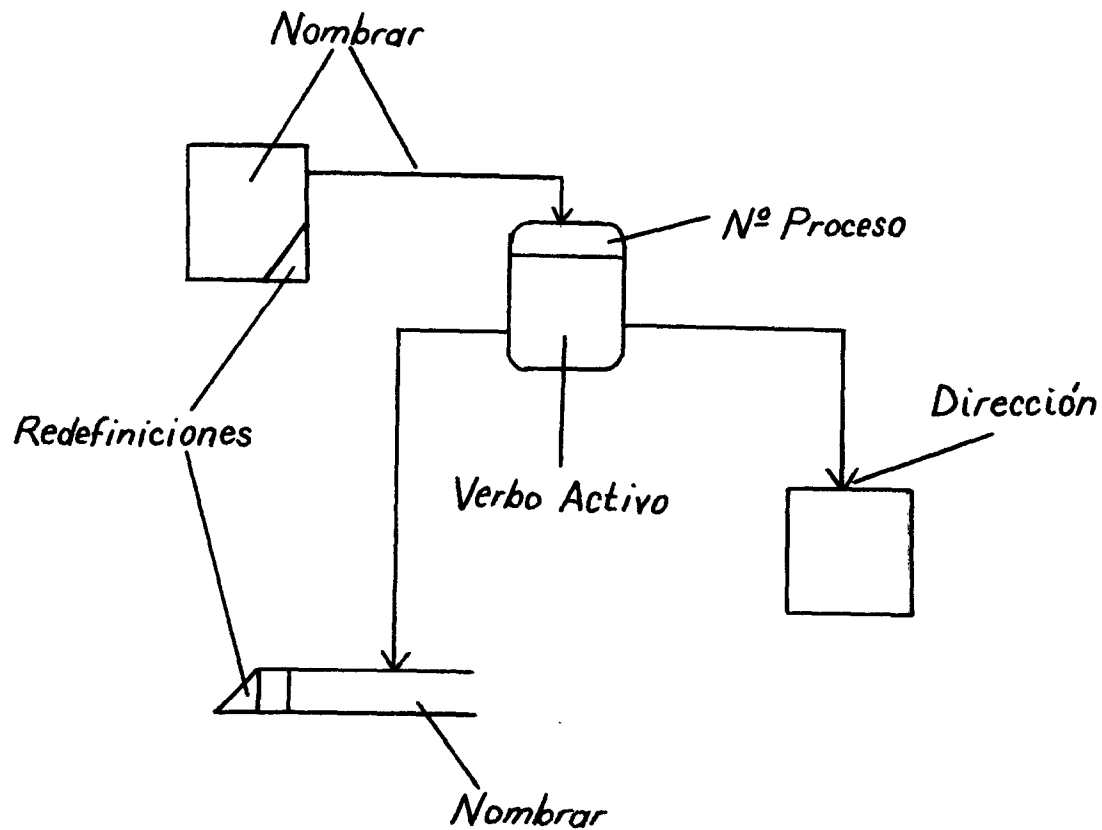 Nombrar
Nº Proceso
Dirección
Redefiniciones
Verbo Activo
Nombrar